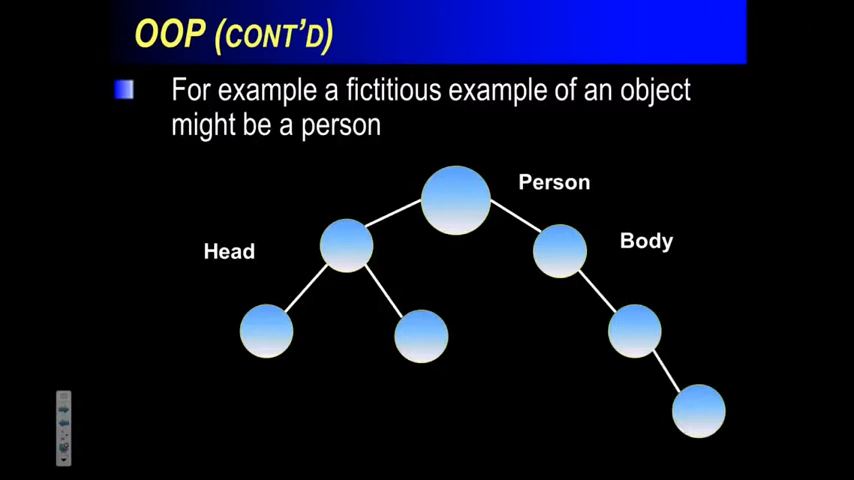 OOP (CONT’D)
For example a fictitious example of an object
might be a person
Person
Head
Body